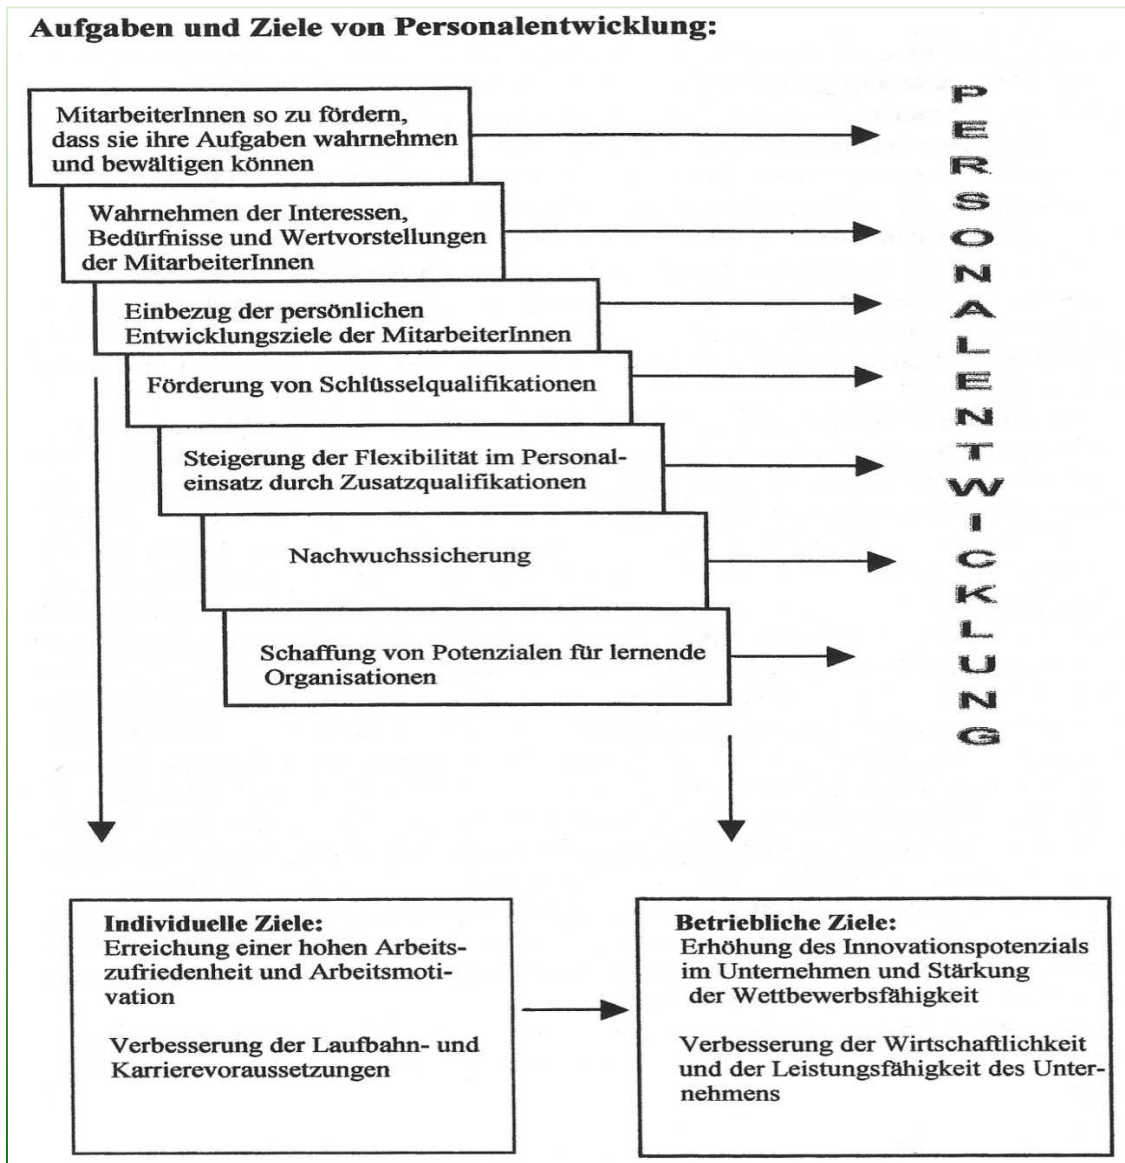 Aufgaben und Ziele von Personalentwicklung:
MitarbeiterInnen so zu fördern,
dass sie ihre Aufgaben wahrnehmen
und bewältigen können
Wahrnehmen der Interessen,
Bedürfnisse und Wertvorstellungen
der MitarbeiterInnen
Einbezug der persönlichen
Entwicklungsziele der MitarbeiterInnen
Förderung von Schlüsselqualifikationen
Steigerung der Flexibilität im Personal-
einsatz durch Zusatzqualifikationen
Nachwuchssicherung
Schaffung von Potenzialen für lernende
Organisationen
PERSONALENTWICKLUNG
Individuelle Ziele:
Erreichung einer hohen Arbeits-
zufriedenheit und Arbeitsmoti-
vation
Verbesserung der Laufbahn- und
Karrierevoraussetzungen
Betriebliche Ziele:
Erhöhung des Innovationspotenzials
im Unternehmen und Stärkung
der Wettbewerbsfähigkeit
Verbesserung der Wirtschaftlichkeit
und der Leistungsfähigkeit des Unter-
nehmens